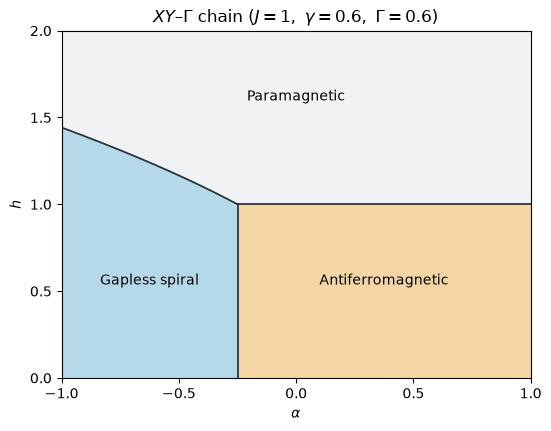 XY–Γ chain (J = 1, γ = 0.6, Γ = 0.6)
2.0
1.5
1.0
0.5
0.0
h
Paramagnetic
Gapless spiral
Antiferromagnetic
−1.0
−0.5
0.0
0.5
1.0
α